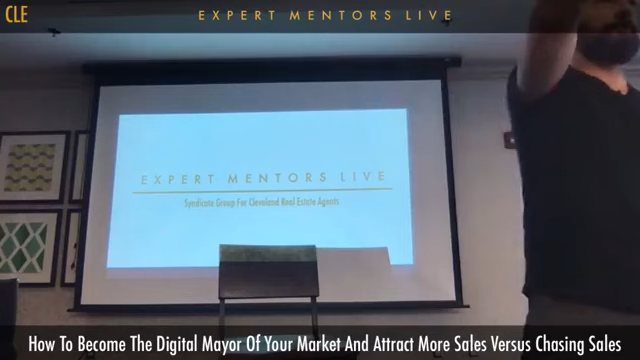 CLE
EXPERT MENTORS LIVE
EXPERT MENTORS LIVE
Syndicate Group For Cleveland Real Estate Agents
How To Become The Digital Mayor Of Your Market And Attract More Sales Versus Chasing Sales